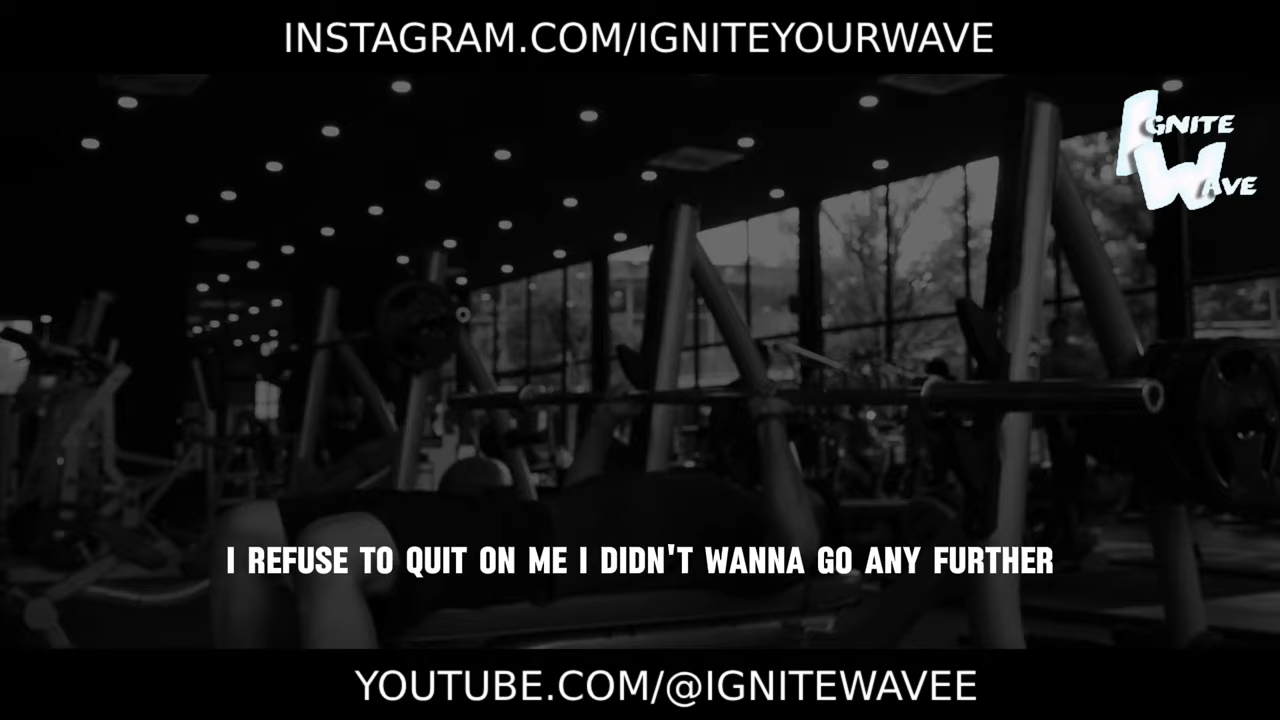 INSTAGRAM.COM/IGNITEYOURWAVE
IGNITE
WAVE
I REFUSE TO QUIT ON ME I DIDN'T WANNA GO ANY FURTHER
YOUTUBE.COM/@IGNITEWAVEE